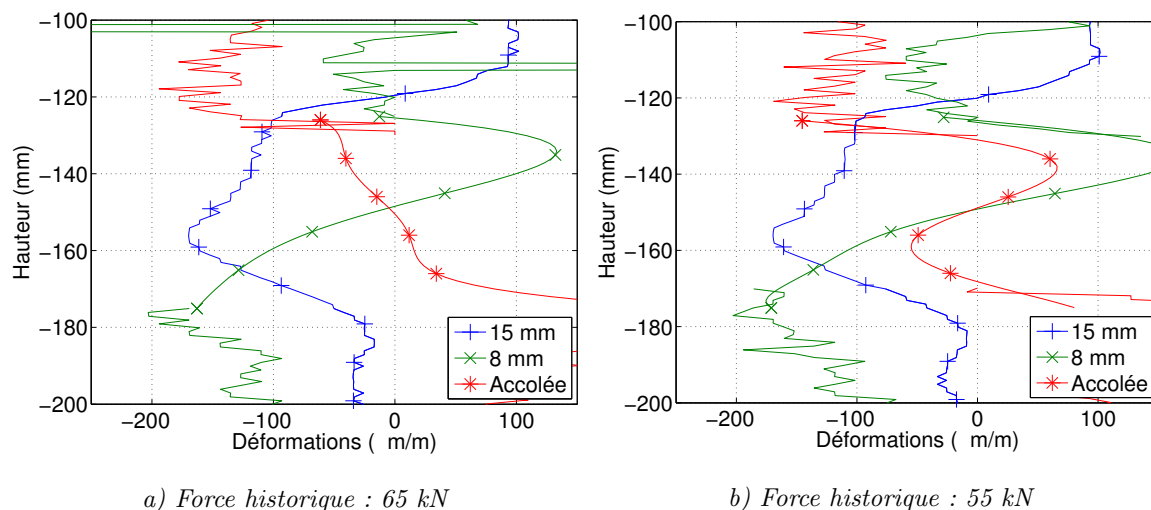 −100
−120
−140
−160
−180
−200
Hauteur (mm)
−200 −100 0 100
Déformations ( m/m)
15 mm
8 mm
Accolée
a) Force historique : 65 kN
−100
−120
−140
−160
−180
−200
Hauteur (mm)
−200 −100 0 100
Déformations ( m/m)
15 mm
8 mm
Accolée
b) Force historique : 55 kN